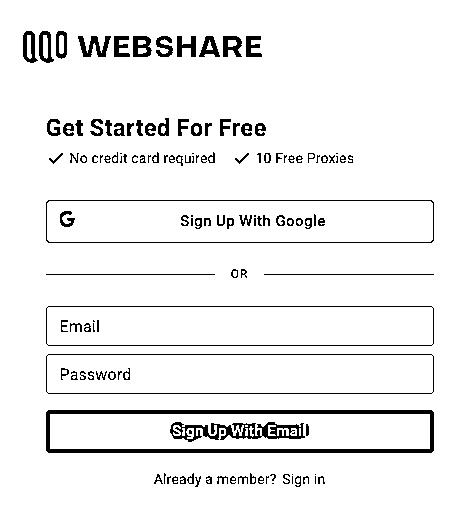 WEBSHARE
Get Started For Free
No credit card required 10 Free Proxies
Sign Up With Google
OR
Email
Password
Sign Up With Email
Already a member? Sign in